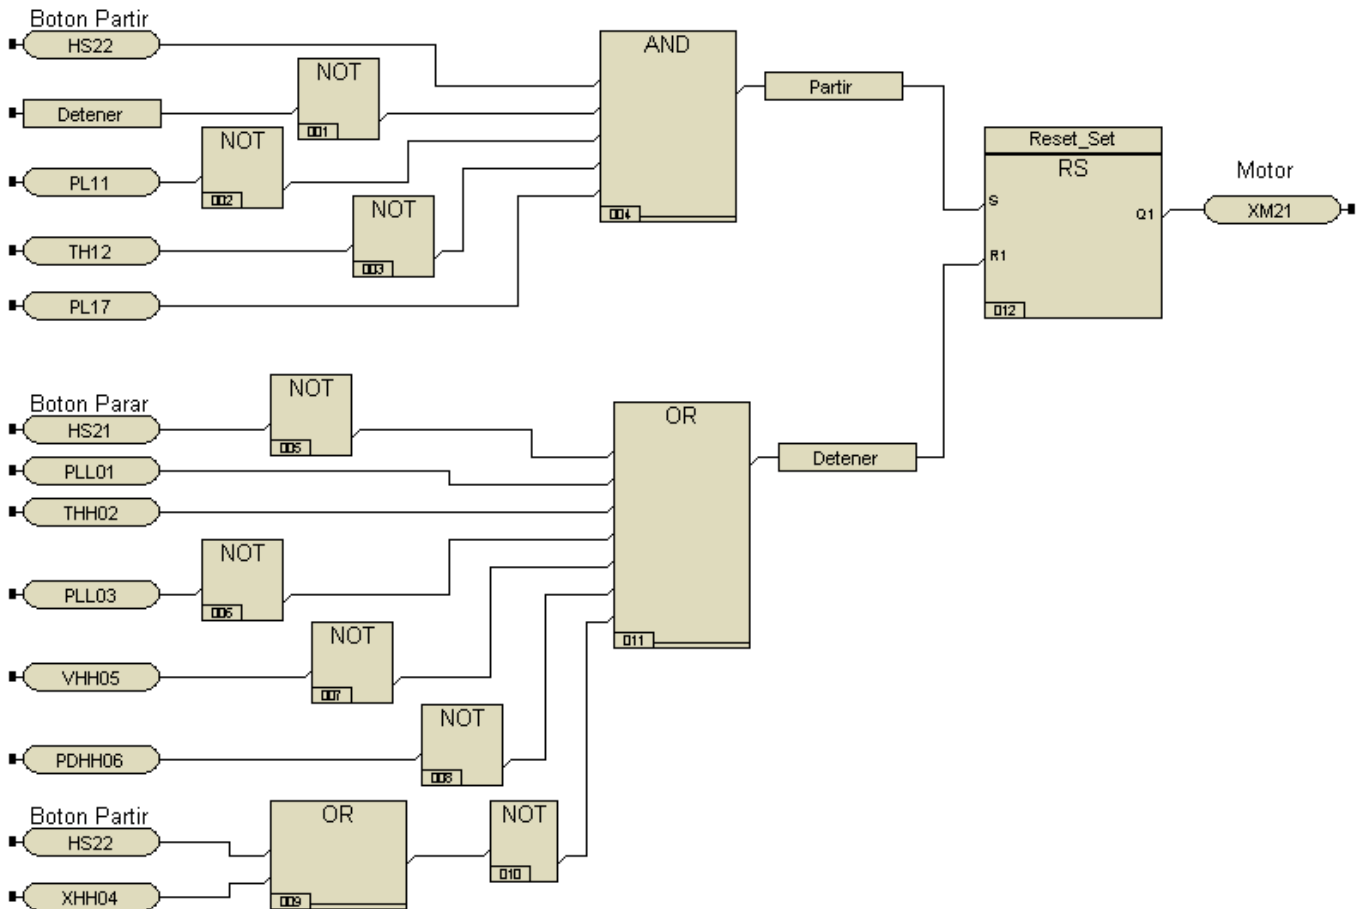 Boton Partir
HS22
AND
NOT
Partir
Detener
001
NOT
Reset_Set
RS
Motor
PL11
002
NOT
S
Q1
XM21
004
TH12
003
R1
PL17
012
NOT
Boton Parar
OR
HS21
005
PLL01
Detener
THH02
NOT
PLL03
006
NOT
011
VHH05
007
NOT
PDHH06
008
Boton Partir
OR
NOT
HS22
010
XHH04
009